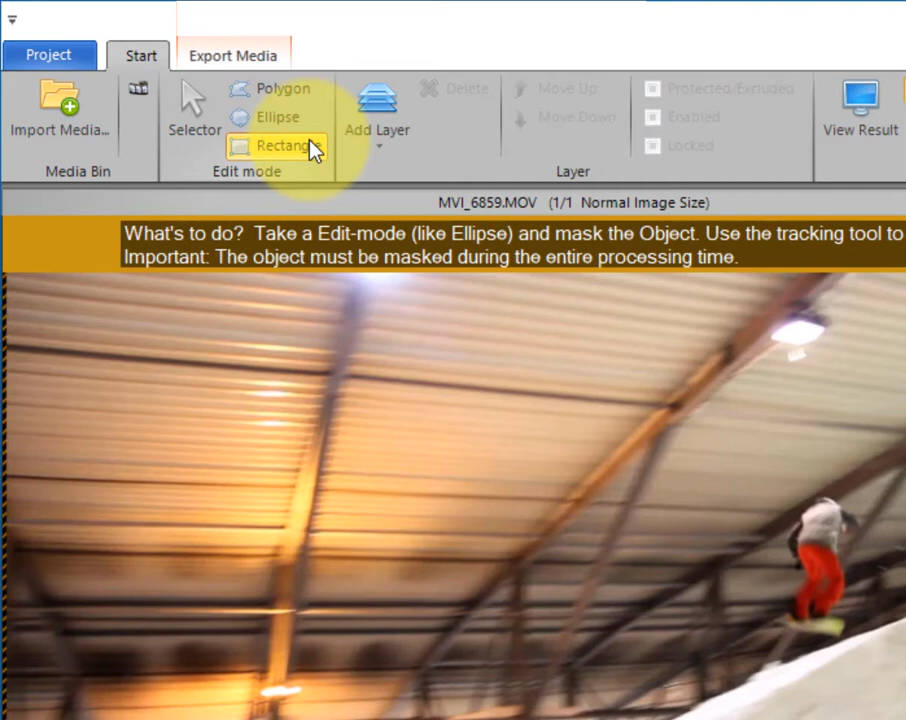 Project
Start
Export Media
Import Media...
Media Bin
Selector
Polygon
Ellipse
Rectangle
Edit mode
Add Layer
Delete
Move Up
Move Down
Protected/Excluded
Enabled
Locked
Layer
View Result
MVI_6859.MOV (1/1 Normal Image Size)
What's to do? Take a Edit-mode (like Ellipse) and mask the Object. Use the tracking tool to
Important: The object must be masked during the entire processing time.